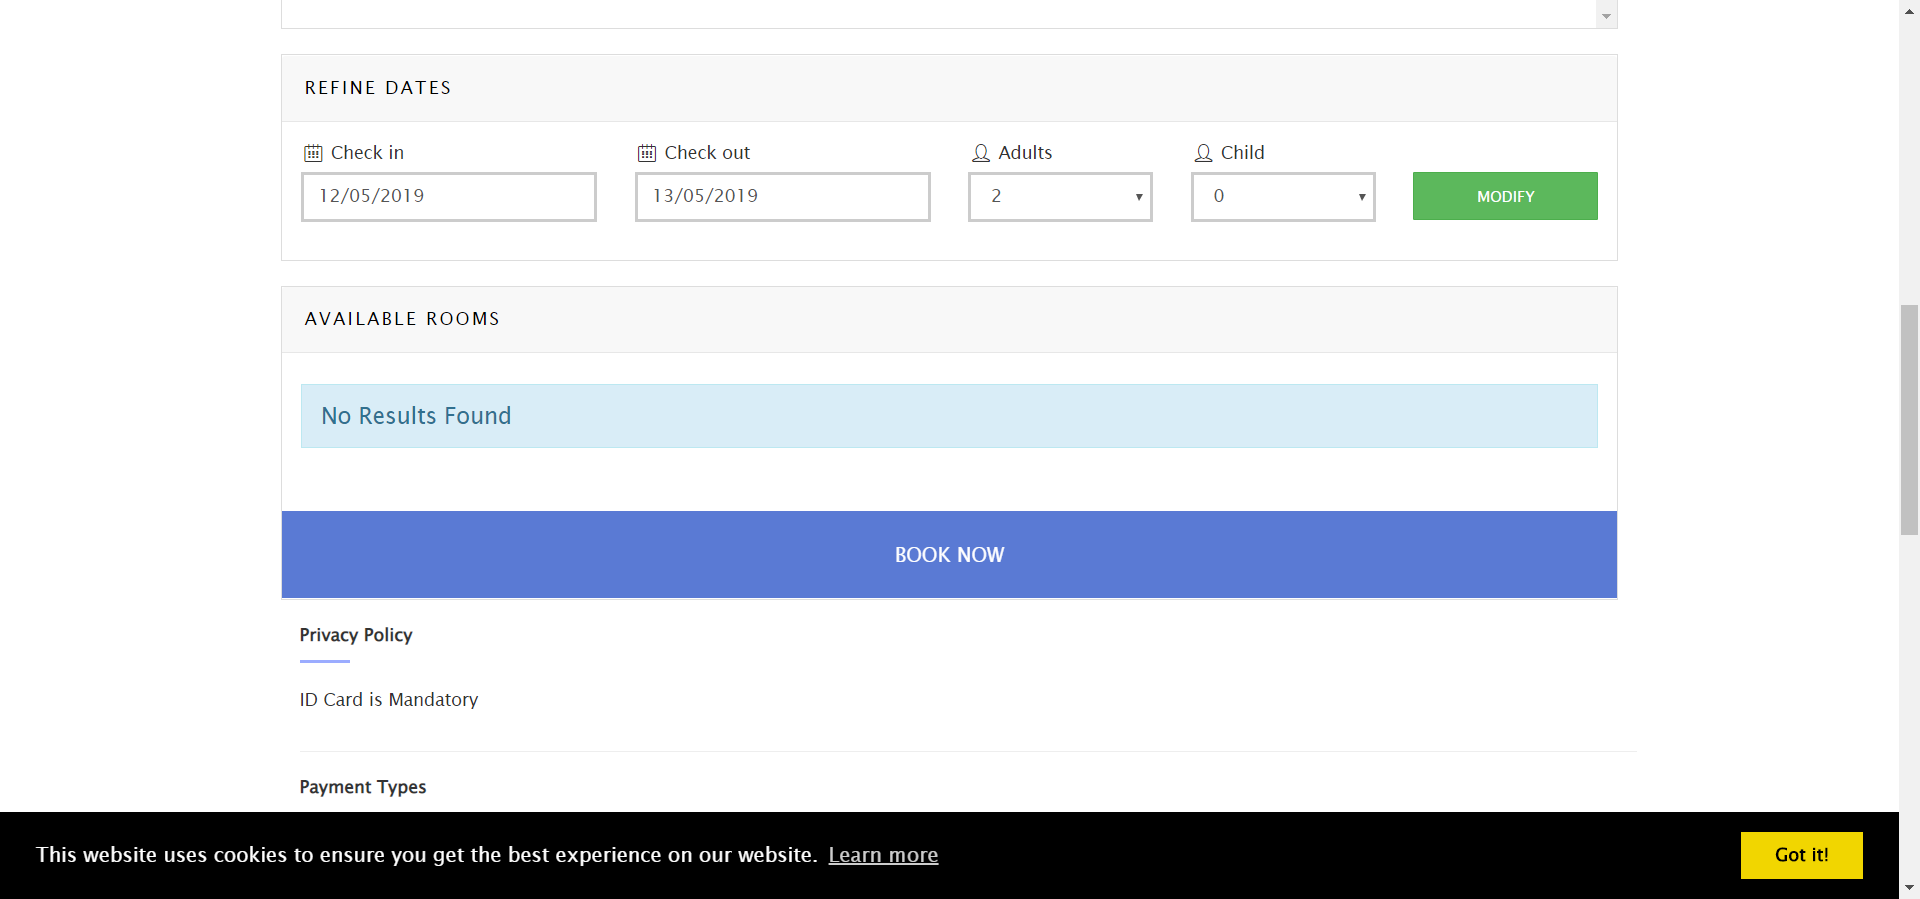 REFINE DATES
Check in
Check out
Adults
Child
12/05/2019
13/05/2019
2
0
MODIFY
AVAILABLE ROOMS
No Results Found
BOOK NOW
Privacy Policy
ID Card is Mandatory
Payment Types
This website uses cookies to ensure you get the best experience on our website. Learn more
Got it!